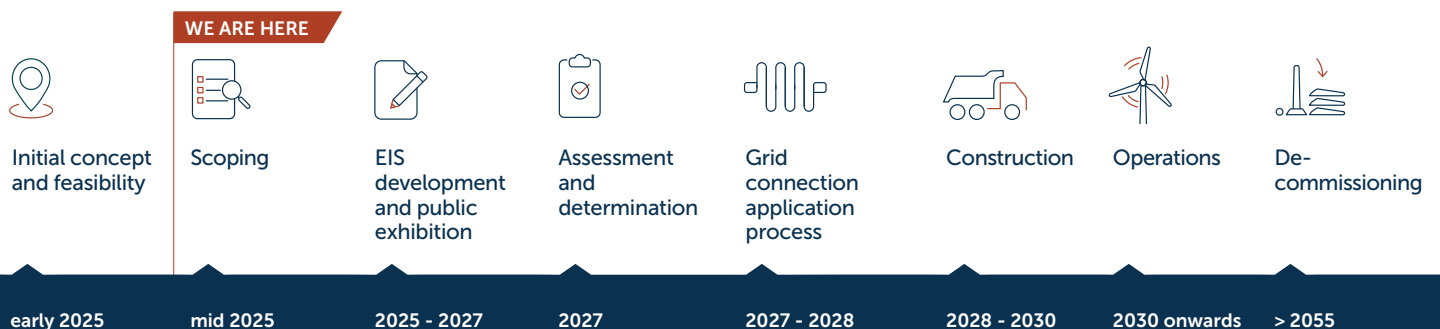 WE ARE HERE
Initial concept
and feasibility
Scoping
EIS
development
and public
exhibition
Assessment
and
determination
Grid
connection
application
process
Construction
Operations
De-
commissioning
early 2025
mid 2025
2025 - 2027
2027
2027 - 2028
2028 - 2030
2030 onwards
> 2055